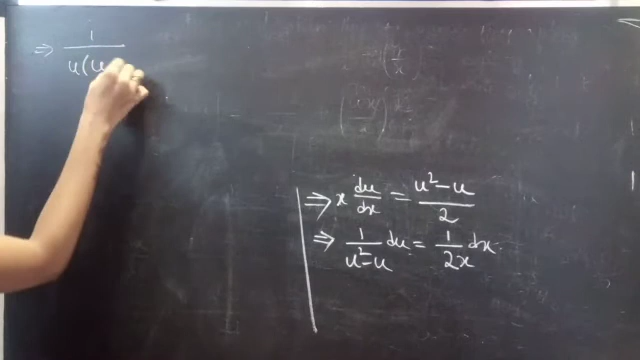 ⇒ 1/u(u
⇒ x du/dx = u² - u/2
⇒ 1/u² - u du = 1/2x dx